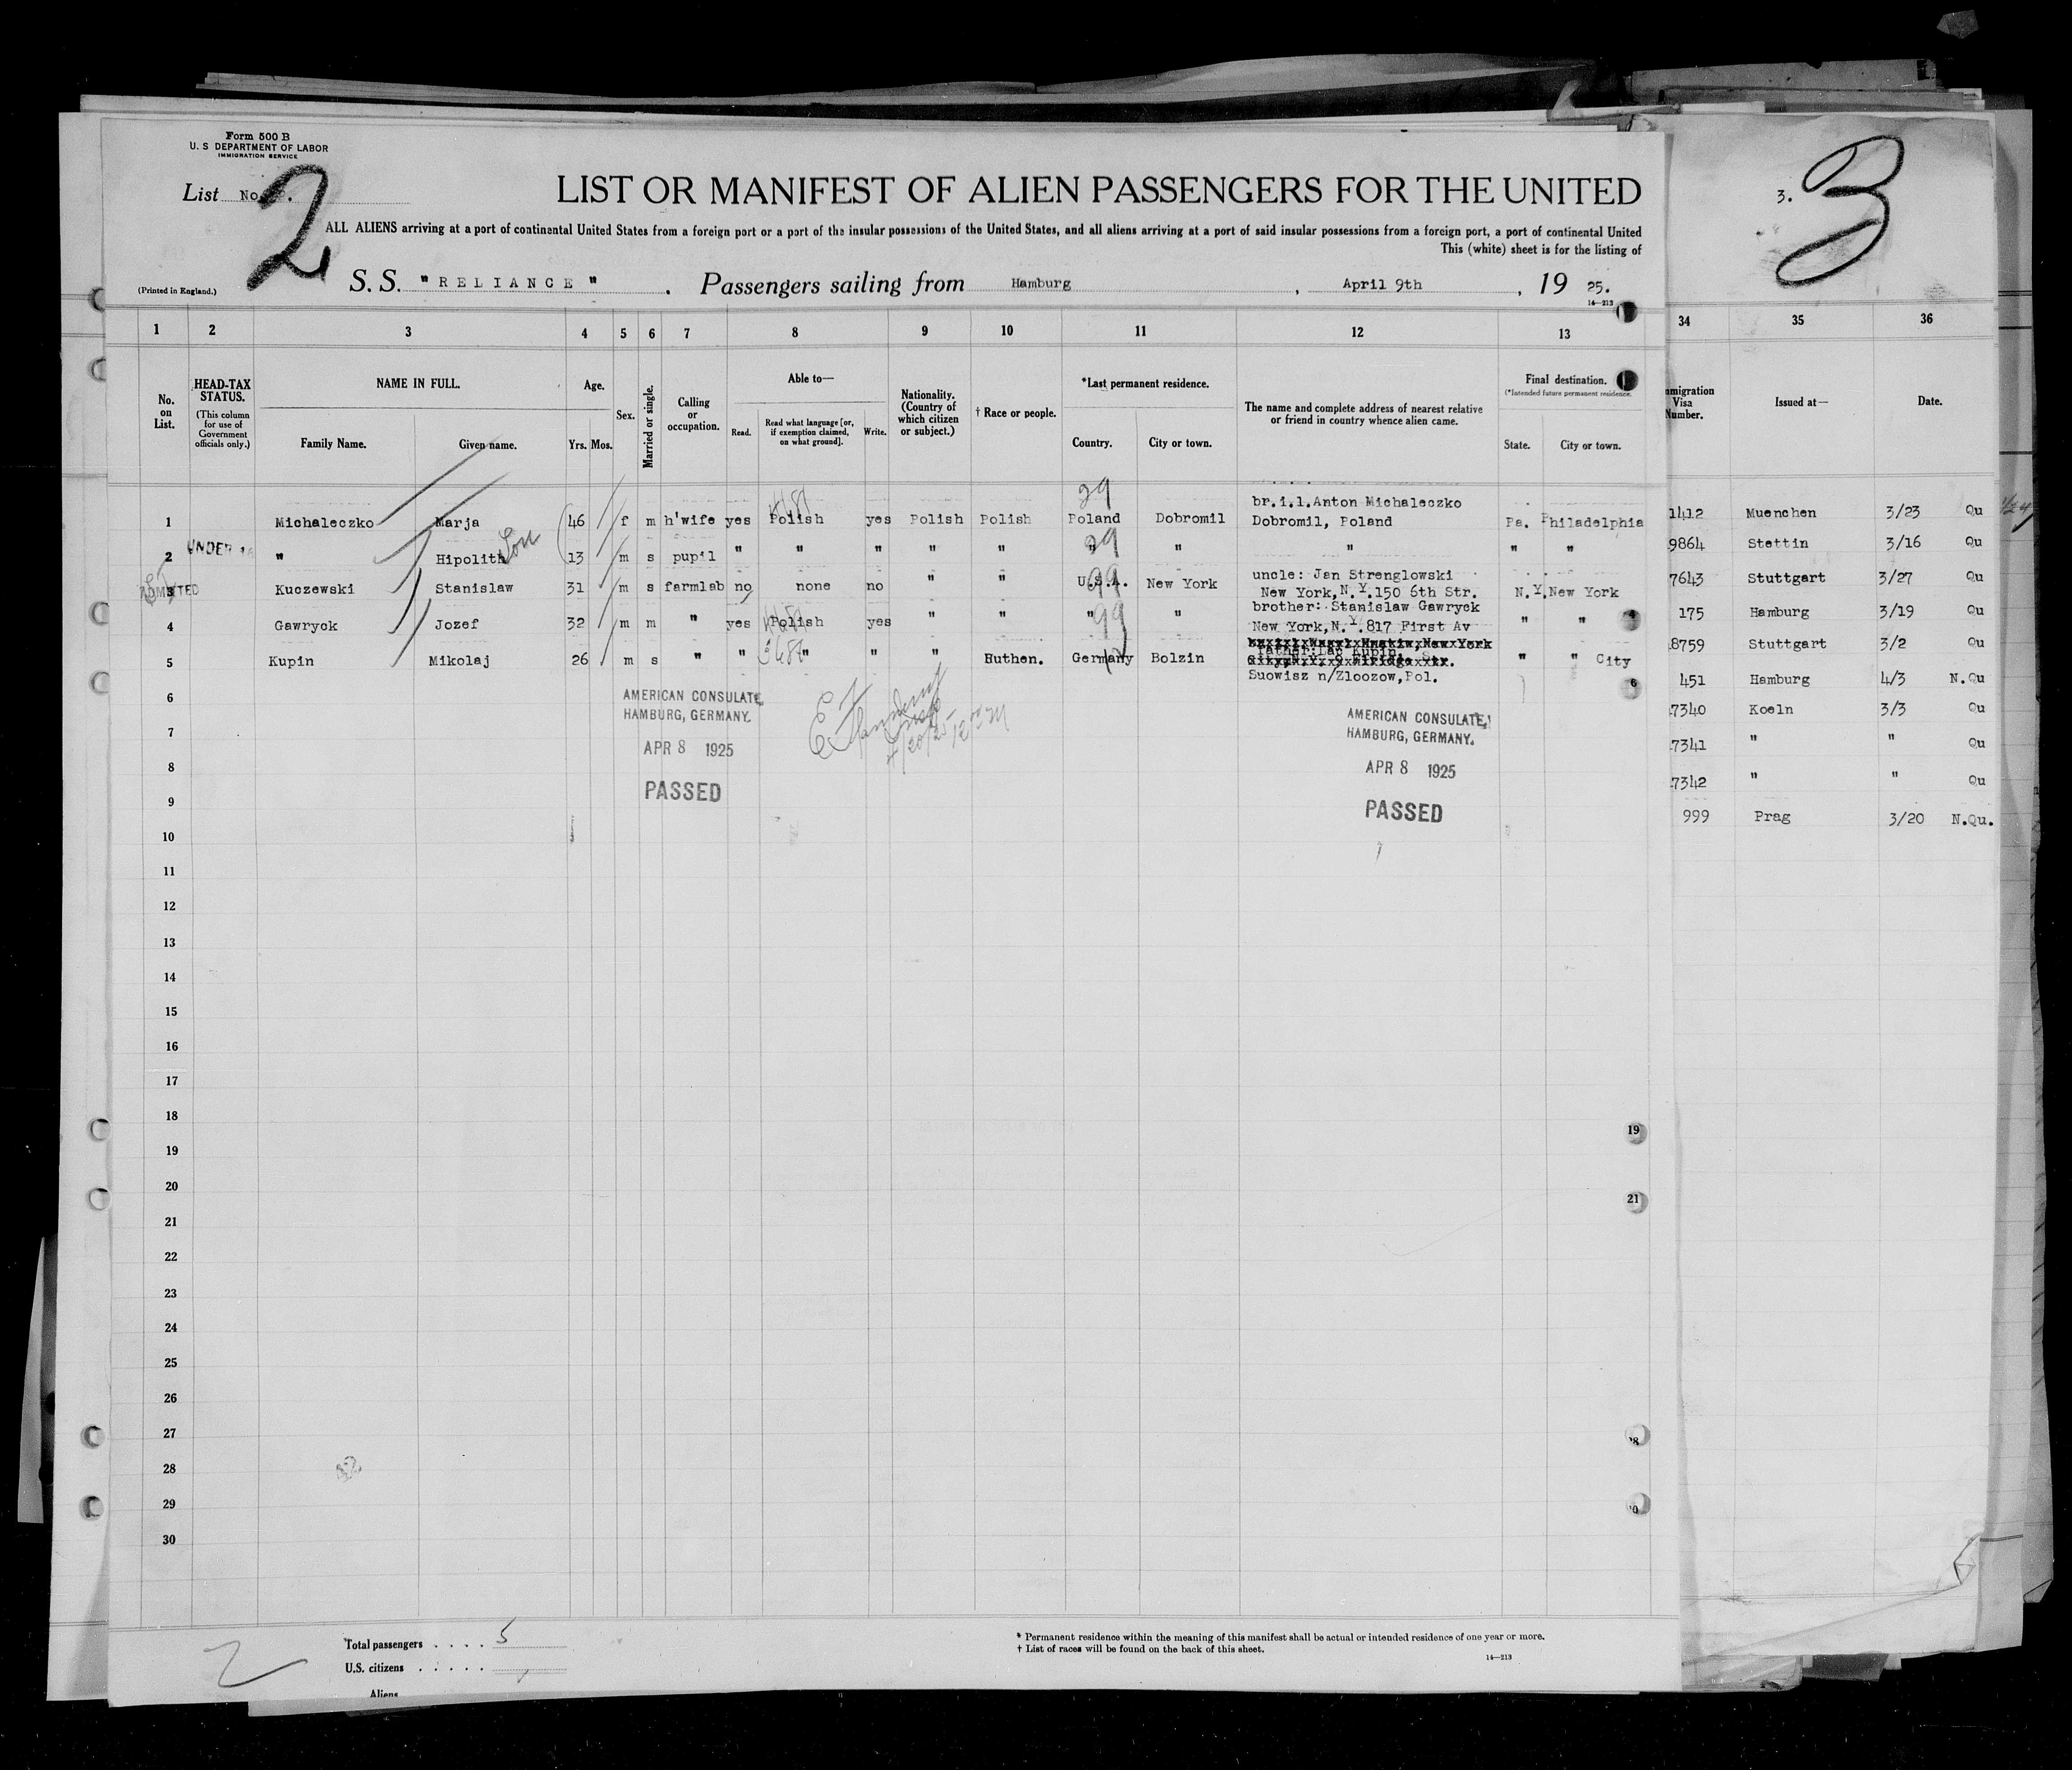 Form 500 B
U. S DEPARTMENT OF LABOR
IMMIGRATION SERVICE
List No.
2
LIST OR MANIFEST OF ALIEN PASSENGERS FOR THE UNITED
ALL ALIENS arriving at a port of continental United States from a foreign port or a port of the insular possessions of the United States, and all aliens arriving at a port of said insular possessions from a foreign port, a port of continental United
This (white) sheet is for the listing of
(Printed in England.)
S. S. "RELIANCE". Passengers sailing from Hamburg, April 9th, 19 25.
14—213
3. 3
1 2 3 4 5 6 7 8 9 10 11 12 13
34 35 36
No. on List.
HEAD-TAX STATUS.
(This column for use of Government officials only.)
NAME IN FULL.
Family Name. Given name.
Age.
Yrs. Mos.
Sex.
Married or single.
Calling or occupation.
Able to—
Read. Read what language [or, if exemption claimed, on what ground]. Write.
Nationality. (Country of which citizen or subject.)
† Race or people.
*Last permanent residence.
Country. City or town.
The name and complete address of nearest relative or friend in country whence alien came.
Final destination.
(*Intended future permanent residence.
State. City or town.
mmigration Visa Number.
Issued at—
Date.
29
br.i.l.Anton Michaleczko
1 Michaleczko Marja 46 f m h'wife yes Polish yes Polish Polish Poland Dobromil Dobromil, Poland Pa. Philadelphia
UNDER 16
2 " Hipolith Son 13 m s pupil " " " " " " " " " "
29
uncle: Jan Strenglowski
ADMITTED
3 Kuczewski Stanislaw 31 m s farmlab no none no " " U.S.A. New York New York,N.Y.150 6th Str. N.Y. New York
99
brother: Stanislaw Gawryck
4 Gawryck Jozef 32 m m " yes Polish yes " " " " New York,N.Y.817 First Av " "
99
father:
5 Kupin Mikolaj 26 m s " " " " " Ruthen. Germany Bolzin " " City
Suowisz n/Zloozow,Pol.
1412 Muenchen 3/23 Qu
9864 Stettin 3/16 Qu
7643 Stuttgart 3/27 Qu
175 Hamburg 3/19 Qu
8759 Stuttgart 3/2 Qu
451 Hamburg 4/3 N.Qu
7340 Koeln 3/3 Qu
7341 " " Qu
7342 " " Qu
999 Prag 3/20 N.Qu.
AMERICAN CONSULATE,
HAMBURG, GERMANY.
APR 8 1925
PASSED
AMERICAN CONSULATE,
HAMBURG, GERMANY.
APR 8 1925
PASSED
6
7
8
9
10
11
12
13
14
15
16
17
18
19
20
21
22
23
24
25
26
27
28
29
30
4
6
19
21
2
Total passengers . . . . 5
U.S. citizens . . . . .
Aliens
* Permanent residence within the meaning of this manifest shall be actual or intended residence of one year or more.
† List of races will be found on the back of this sheet.
14—213